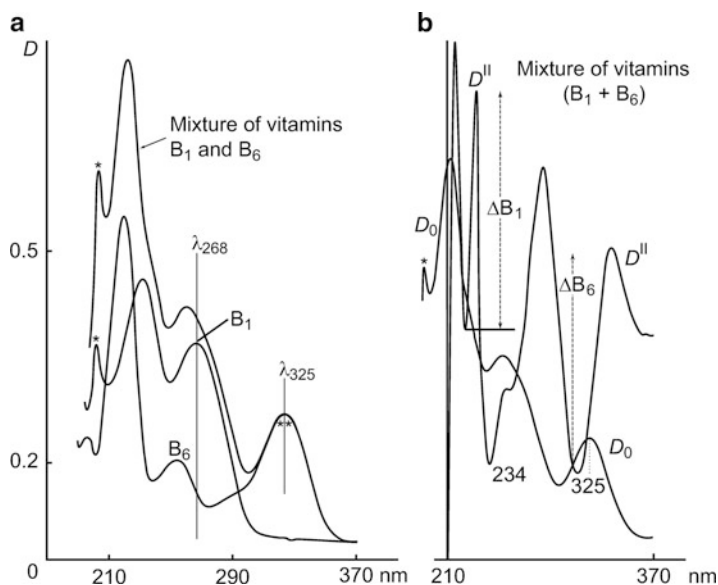 a
D
Mixture of vitamins
B₁ and B₆
*
0.5
λ₂₆₈
*
B₁
λ₃₂₅
**
B₆
0.2
0
210
290
370 nm
b
Dᴵᴵ
Mixture of vitamins
(B₁ + B₆)
ΔB₁
D₀
*
ΔB₆
Dᴵᴵ
D₀
234
325
210
370 nm